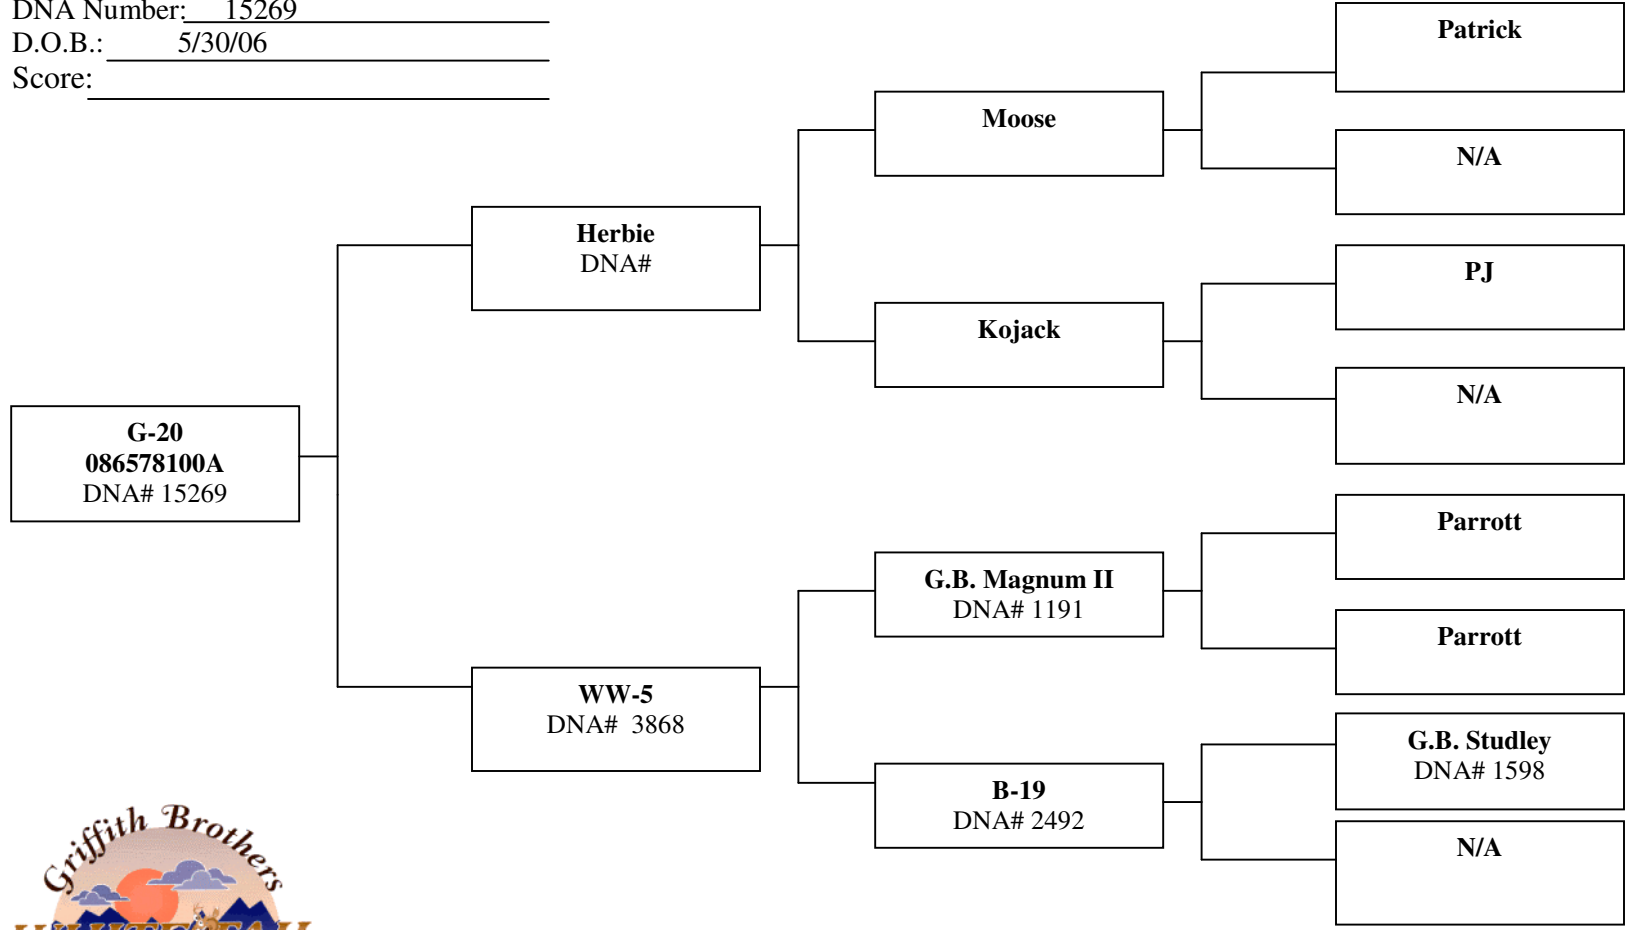 DNA Number: 15269
D.O.B.: 5/30/06
Score:
Patrick
Moose
N/A
Herbie
DNA#
PJ
Kojack
N/A
G-20
086578100A
DNA# 15269
Parrott
G.B. Magnum II
DNA# 1191
Parrott
WW-5
DNA# 3868
G.B. Studley
DNA# 1598
B-19
DNA# 2492
N/A
Griffith Brothers